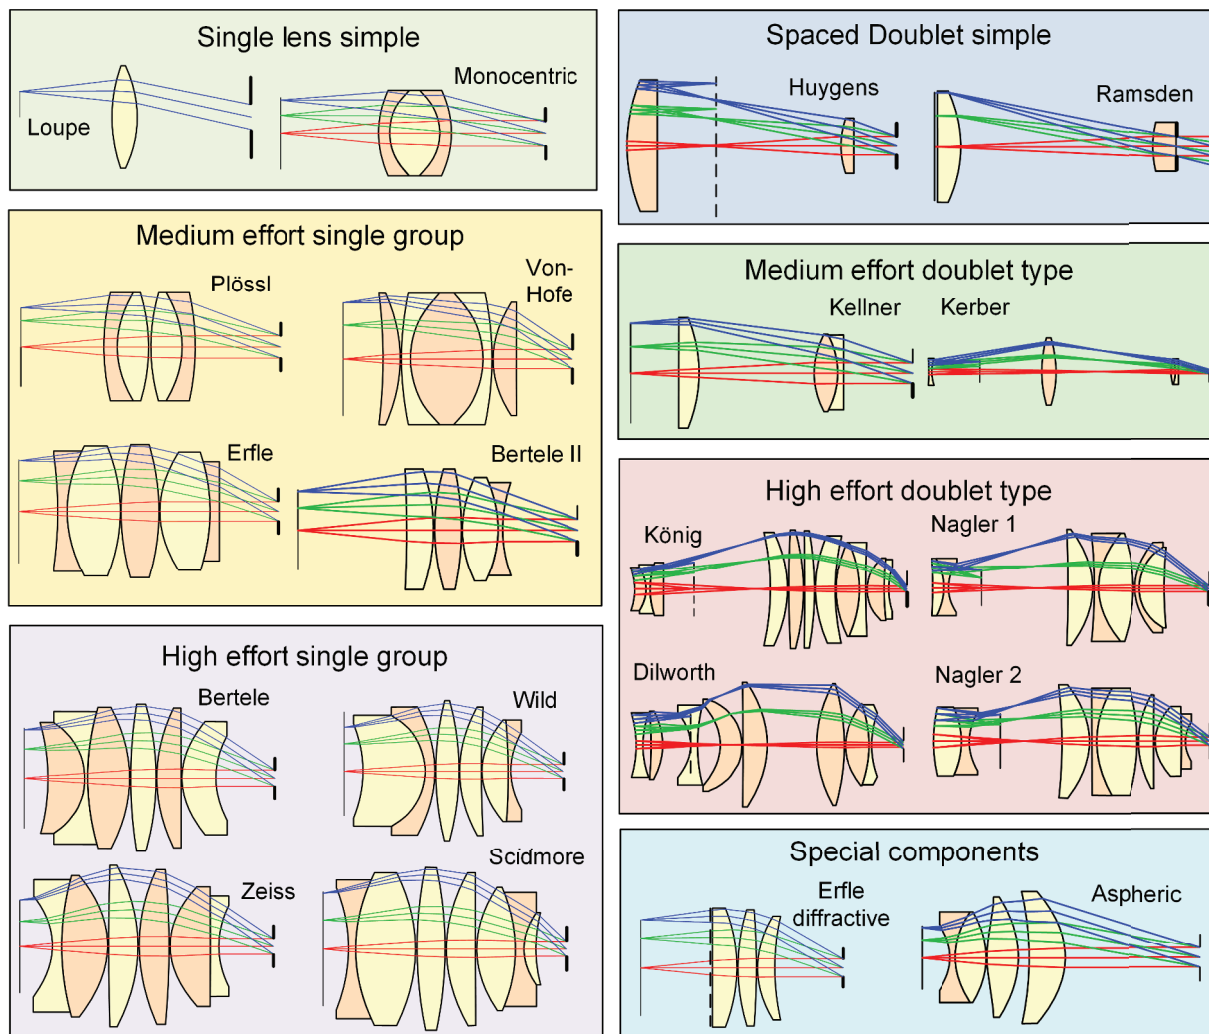 Single lens simple
Loupe
Monocentric
Spaced Doublet simple
Huygens
Ramsden
Medium effort single group
Plössl
Von-
Hofe
Erfle
Bertele II
Medium effort doublet type
Kellner
Kerber
High effort doublet type
König
Nagler 1
Dilworth
Nagler 2
High effort single group
Bertele
Wild
Zeiss
Scidmore
Special components
Erfle
diffractive
Aspheric